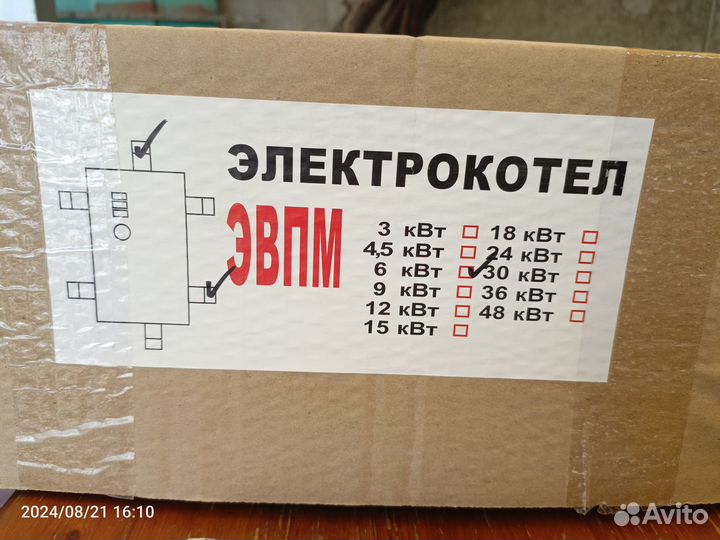 ЭЛЕКТРОКОТЕЛ
ЭВПМ
3 кВт
4,5 кВт
6 кВт
9 кВт
12 кВт
15 кВт
18 кВт
24 кВт
30 кВт
36 кВт
48 кВт
2024/08/21 16:10
Avito